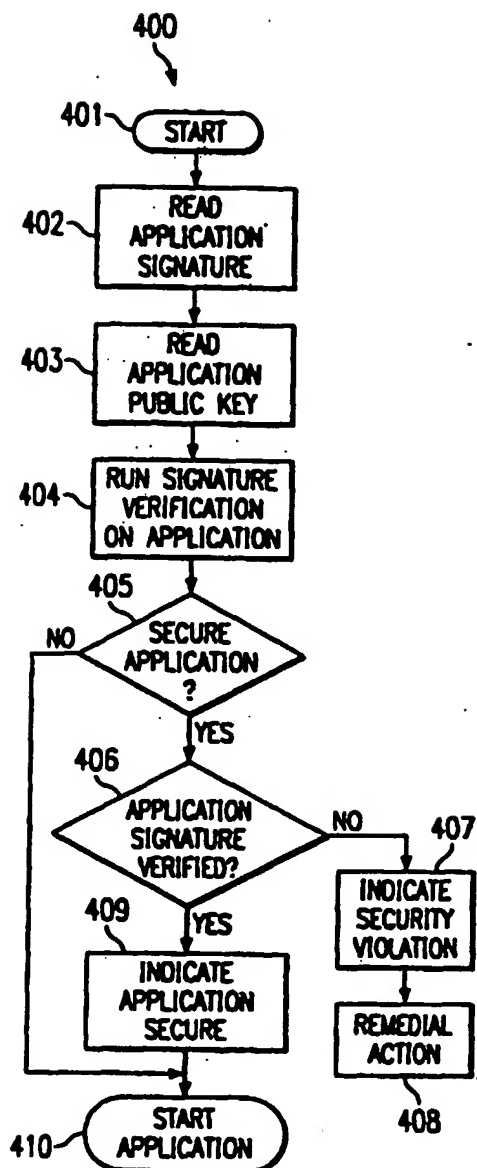 400
401
START
402
READ
APPLICATION
SIGNATURE
403
READ
APPLICATION
PUBLIC KEY
404
RUN SIGNATURE
VERIFICATION
ON APPLICATION
405
NO
SECURE
APPLICATION
?
YES
406
APPLICATION
SIGNATURE
VERIFIED?
NO
YES
407
INDICATE
SECURITY
VIOLATION
409
INDICATE
APPLICATION
SECURE
REMEDIAL
ACTION
408
410
START
APPLICATION